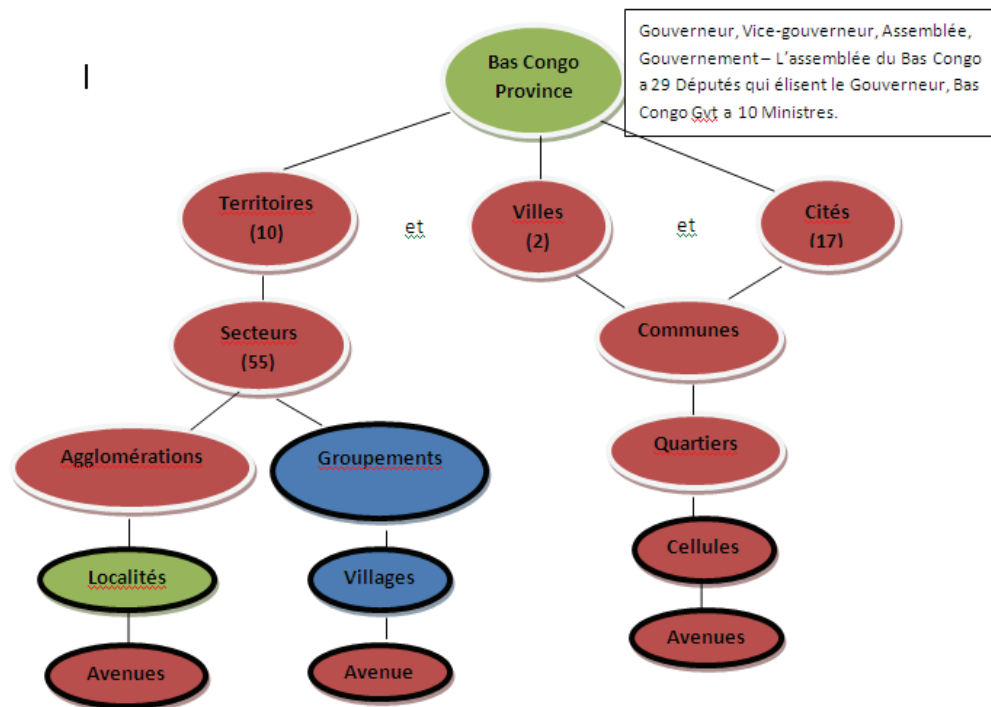 Gouverneur, Vice-gouverneur, Assemblée,
Gouvernement – L'assemblée du Bas Congo
a 29 Députés qui élisent le Gouverneur, Bas
Congo Gvt a 10 Ministres.
Bas Congo
Province
Territoires
(10)
et
Villes
(2)
et
Cités
(17)
Secteurs
(55)
Communes
Agglomérations
Groupements
Quartiers
Localités
Villages
Cellules
Avenues
Avenue
Avenues